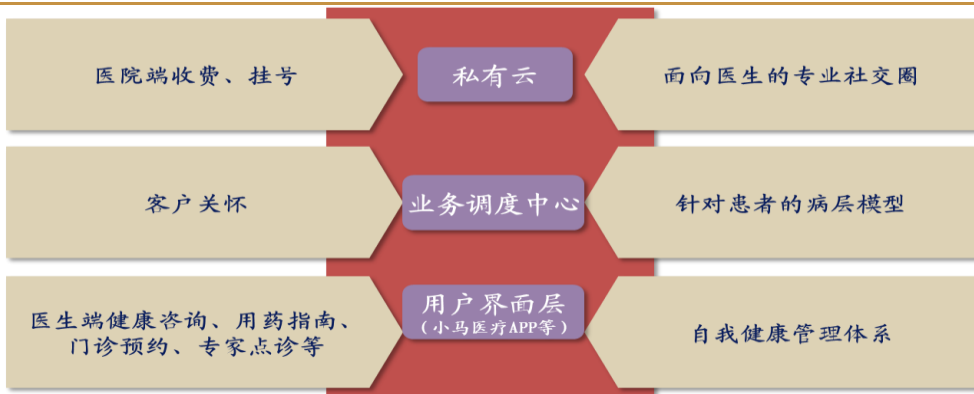 医院端收费、挂号
私有云
面向医生的专业社交圈
客户关怀
业务调度中心
针对患者的病层模型
医生端健康咨询、用药指南、
门诊预约、专家点诊等
用户界面层
（小马医疗APP等）
自我健康管理体系